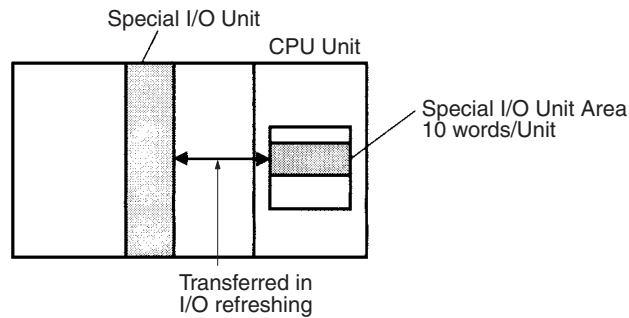 Special I/O Unit
CPU Unit
Special I/O Unit Area
10 words/Unit
Transferred in
I/O refreshing